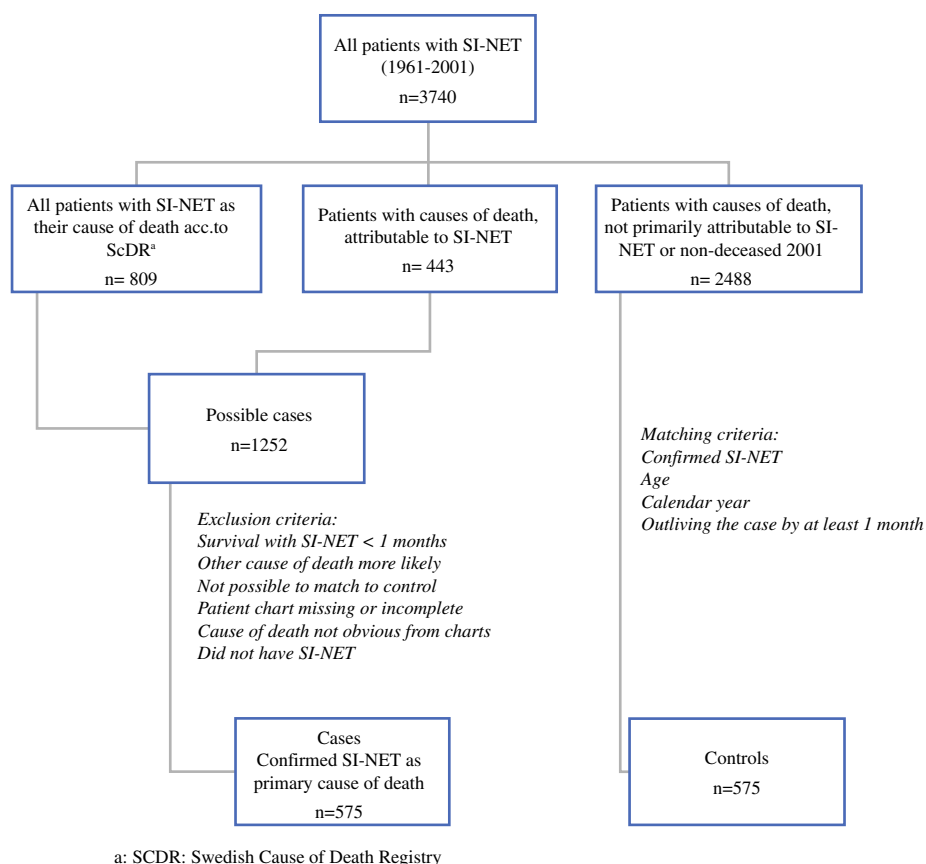 All patients with SI-NET
(1961-2001)
n=3740
All patients with SI-NET as
their cause of death acc.to
ScDRᵃ
n= 809
Patients with causes of death,
attributable to SI-NET
n= 443
Patients with causes of death,
not primarily attributable to SI-
NET or non-deceased 2001
n= 2488
Possible cases
n=1252
Matching criteria:
Confirmed SI-NET
Age
Calendar year
Outliving the case by at least 1 month
Exclusion criteria:
Survival with SI-NET < 1 months
Other cause of death more likely
Not possible to match to control
Patient chart missing or incomplete
Cause of death not obvious from charts
Did not have SI-NET
Cases
Confirmed SI-NET as
primary cause of death
n=575
Controls
n=575
a: SCDR: Swedish Cause of Death Registry